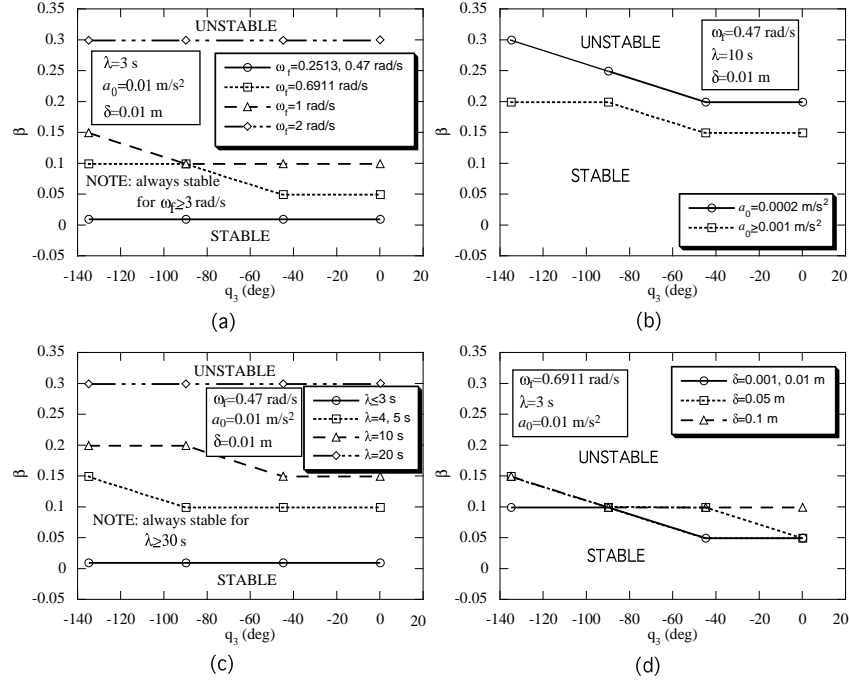 UNSTABLE
λ=3 s
a₀=0.01 m/s²
δ=0.01 m
ω_f=0.2513, 0.47 rad/s
ω_f=0.6911 rad/s
ω_f=1 rad/s
ω_f=2 rad/s
NOTE: always stable
for ω_f≥3 rad/s
STABLE
0.35
0.3
0.25
0.2
0.15
0.1
0.05
0
-0.05
β
-140 -120 -100 -80 -60 -40 -20 0 20
q₃ (deg)
(a)
UNSTABLE
ω_f=0.47 rad/s
λ=10 s
δ=0.01 m
STABLE
a₀=0.0002 m/s²
a₀≥0.001 m/s²
0.35
0.3
0.25
0.2
0.15
0.1
0.05
0
-0.05
β
-140 -120 -100 -80 -60 -40 -20 0 20
q₃ (deg)
(b)
UNSTABLE
ω_f=0.47 rad/s
a₀=0.01 m/s²
δ=0.01 m
λ≤3 s
λ=4, 5 s
λ=10 s
λ=20 s
NOTE: always stable for
λ≥30 s
STABLE
0.35
0.3
0.25
0.2
0.15
0.1
0.05
0
-0.05
β
-140 -120 -100 -80 -60 -40 -20 0 20
q₃ (deg)
(c)
ω_f=0.6911 rad/s
λ=3 s
a₀=0.01 m/s²
δ=0.001, 0.01 m
δ=0.05 m
δ=0.1 m
UNSTABLE
STABLE
0.35
0.3
0.25
0.2
0.15
0.1
0.05
0
-0.05
β
-140 -120 -100 -80 -60 -40 -20 0 20
q₃ (deg)
(d)